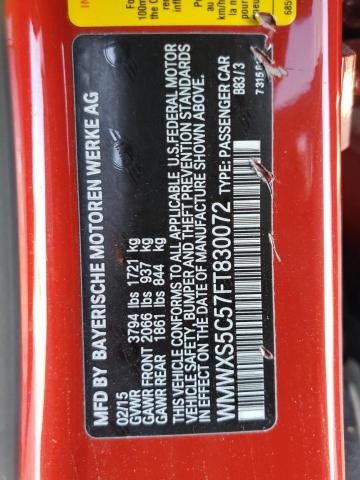 MFD BY BAYERISCHE MOTOREN WERKE AG
02/15
GVWR 3794 lbs 1721 kg
GAWR FRONT 2066 lbs 937 kg
GAWR REAR 1861 lbs 844 kg
THIS VEHICLE CONFORMS TO ALL APPLICABLE U.S. FEDERAL MOTOR
VEHICLE SAFETY, BUMPER AND THEFT PREVENTION STANDARDS
IN EFFECT ON THE DATE OF MANUFACTURE SHOWN ABOVE.
WMWXS5C57FT830072 TYPE: PASSENGER CAR
B83/3
7315